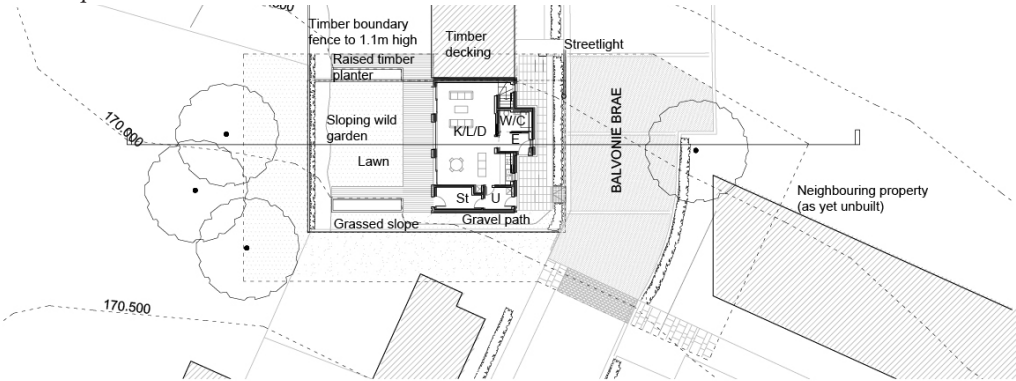 Timber boundary
fence to 1.1m high
Timber
decking
Streetlight
Raised timber
planter
Sloping wild
garden
K/L/D
W/C
E
170.000
Lawn
BALVONIE BRAE
Neighbouring property
(as yet unbuilt)
St
U
Grassed slope
Gravel path
170.500